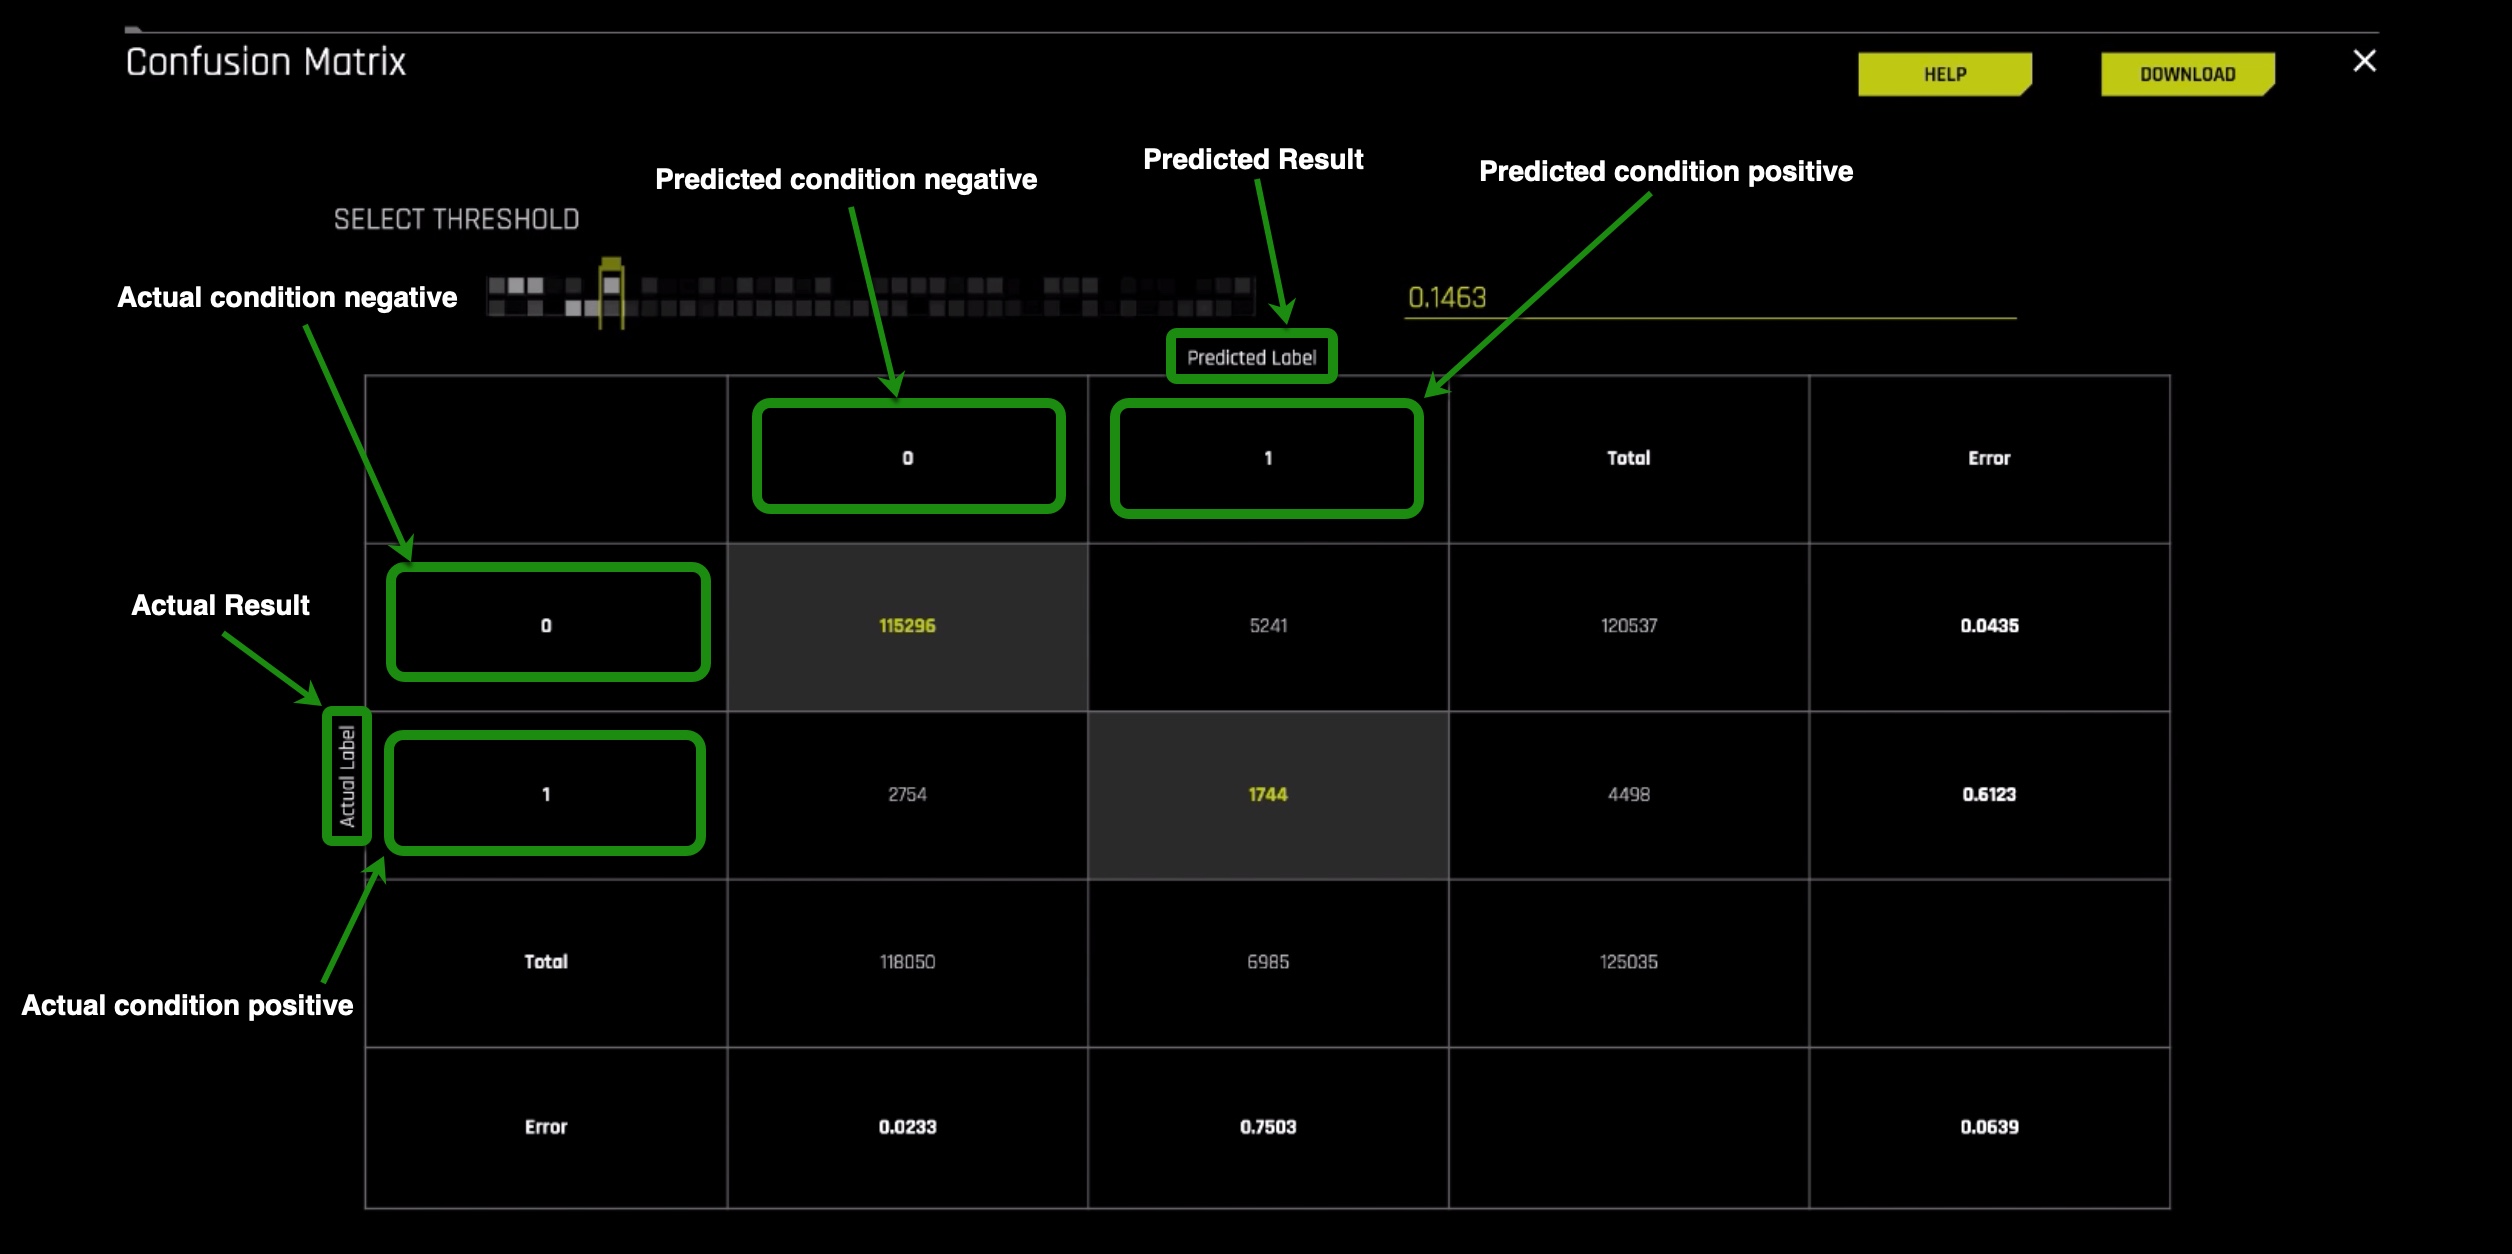 Confusion Matrix
HELP
DOWNLOAD
Predicted Result
Predicted condition negative
Predicted condition positive
SELECT THRESHOLD
Actual condition negative
0.1463
Predicted Label
0
1
Total
Error
Actual Result
0
115296
5241
120537
0.0435
Actual Label
1
2754
1744
4498
0.6123
Total
118050
6985
125035
Actual condition positive
Error
0.0233
0.7503
0.0639